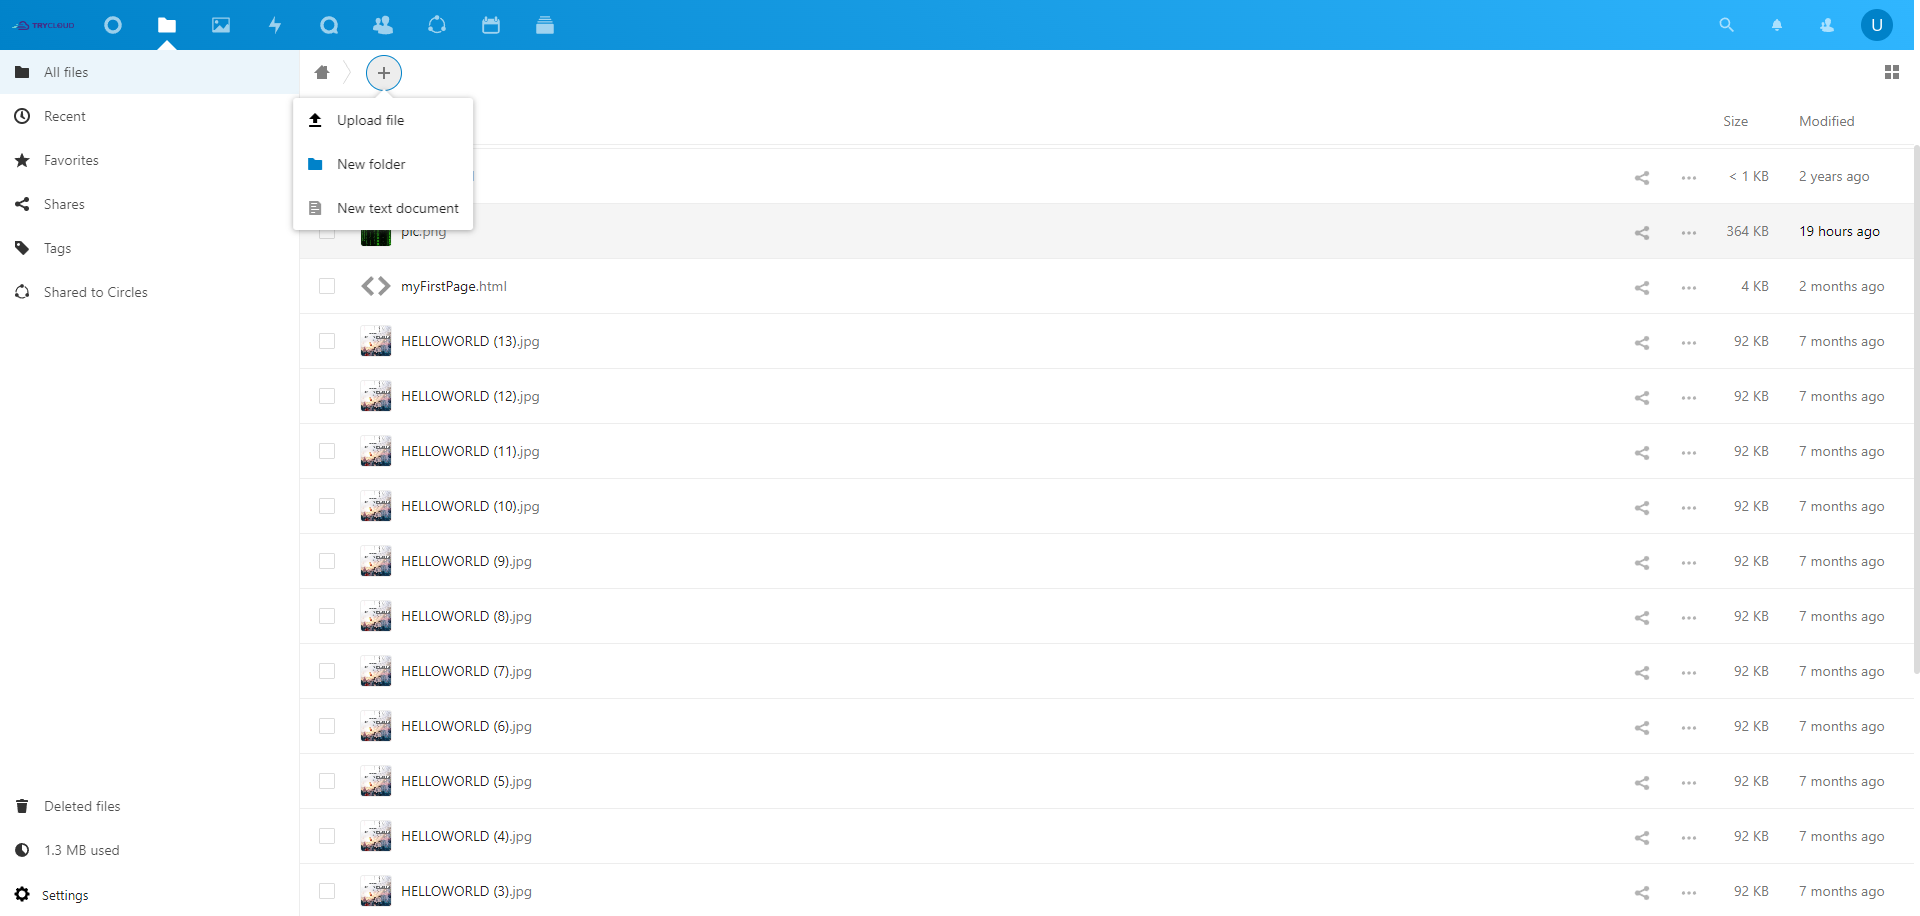 TRYCLOUD
U
All files
Recent
Favorites
Shares
Tags
Shared to Circles
Deleted files
1.3 MB used
Settings
Upload file
New folder
New text document
Size Modified
< 1 KB 2 years ago
pic.png 364 KB 19 hours ago
myFirstPage.html 4 KB 2 months ago
HELLOWORLD (13).jpg 92 KB 7 months ago
HELLOWORLD (12).jpg 92 KB 7 months ago
HELLOWORLD (11).jpg 92 KB 7 months ago
HELLOWORLD (10).jpg 92 KB 7 months ago
HELLOWORLD (9).jpg 92 KB 7 months ago
HELLOWORLD (8).jpg 92 KB 7 months ago
HELLOWORLD (7).jpg 92 KB 7 months ago
HELLOWORLD (6).jpg 92 KB 7 months ago
HELLOWORLD (5).jpg 92 KB 7 months ago
HELLOWORLD (4).jpg 92 KB 7 months ago
HELLOWORLD (3).jpg 92 KB 7 months ago